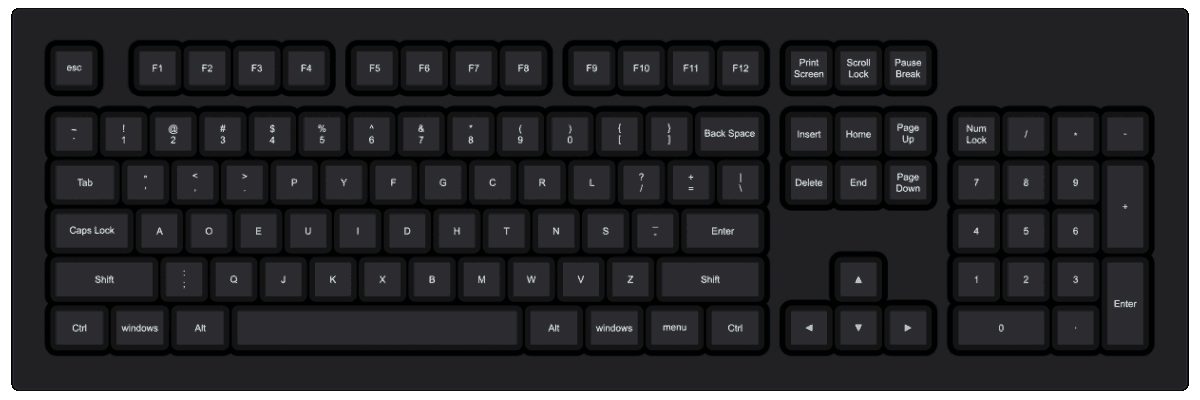 esc F1 F2 F3 F4 F5 F6 F7 F8 F9 F10 F11 F12 Print Screen Scroll Lock Pause Break
~ ! @ # $ % ^ & * ( ) { }
` 1 2 3 4 5 6 7 8 9 0 [ ] Back Space Insert Home Page Up Num Lock / * -
Tab " ' < , > . P Y F G C R L ? / + = | \ Delete End Page Down 7 8 9 +
Caps Lock A O E U I D H T N S _ - Enter 4 5 6
Shift : ; Q J K X B M W V Z Shift ▲ 1 2 3 Enter
Ctrl windows Alt Alt windows menu Ctrl ◄ ▼ ► 0 .